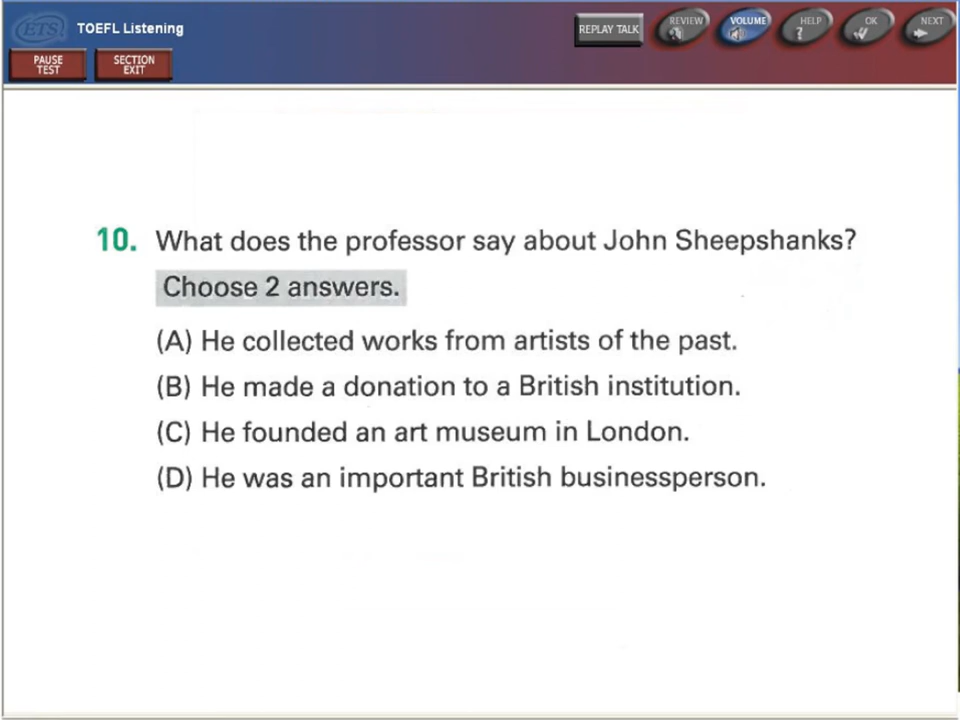 ETS
TOEFL Listening
REPLAY TALK
REVIEW
VOLUME
HELP
?
OK
NEXT
PAUSE
TEST
SECTION
EXIT
10. What does the professor say about John Sheepshanks?
Choose 2 answers.
(A) He collected works from artists of the past.
(B) He made a donation to a British institution.
(C) He founded an art museum in London.
(D) He was an important British businessperson.